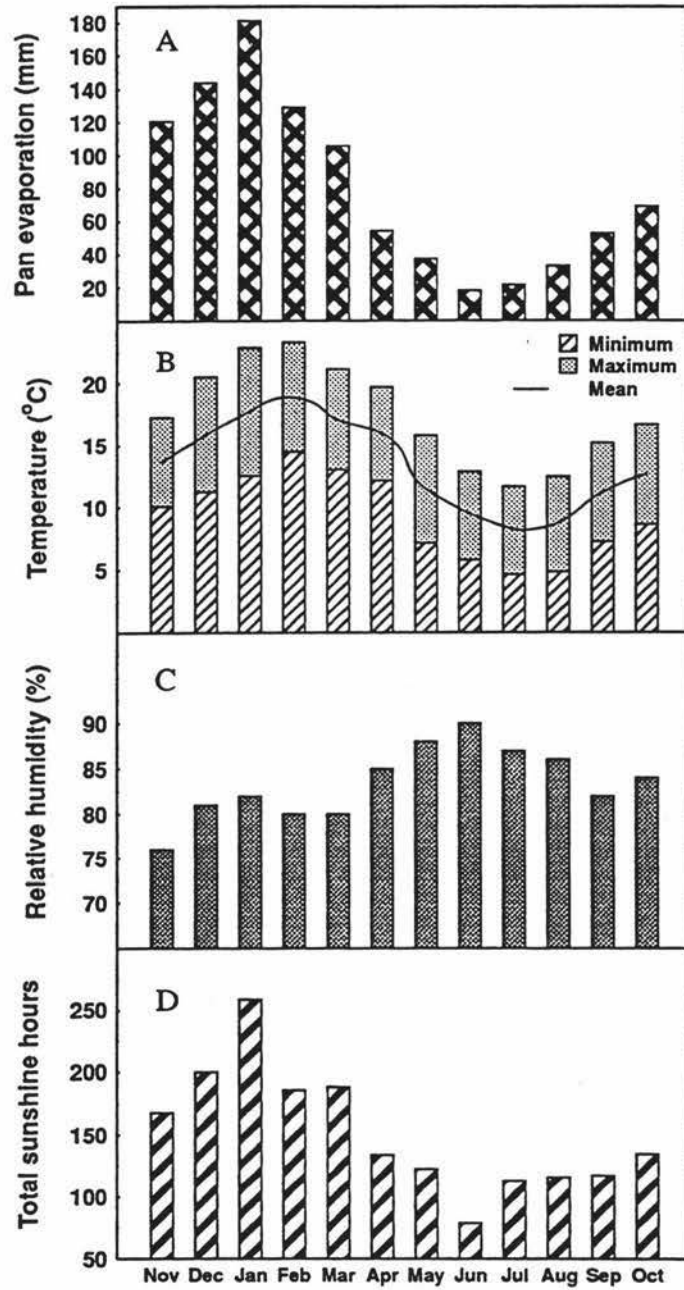 A
Pan evaporation (mm)
180
160
140
120
100
80
60
40
20
B
Minimum
Maximum
Mean
Temperature (°C)
20
15
10
5
C
Relative humidity (%)
90
85
80
75
70
D
Total sunshine hours
250
200
150
100
50
Nov Dec Jan Feb Mar Apr May Jun Jul Aug Sep Oct